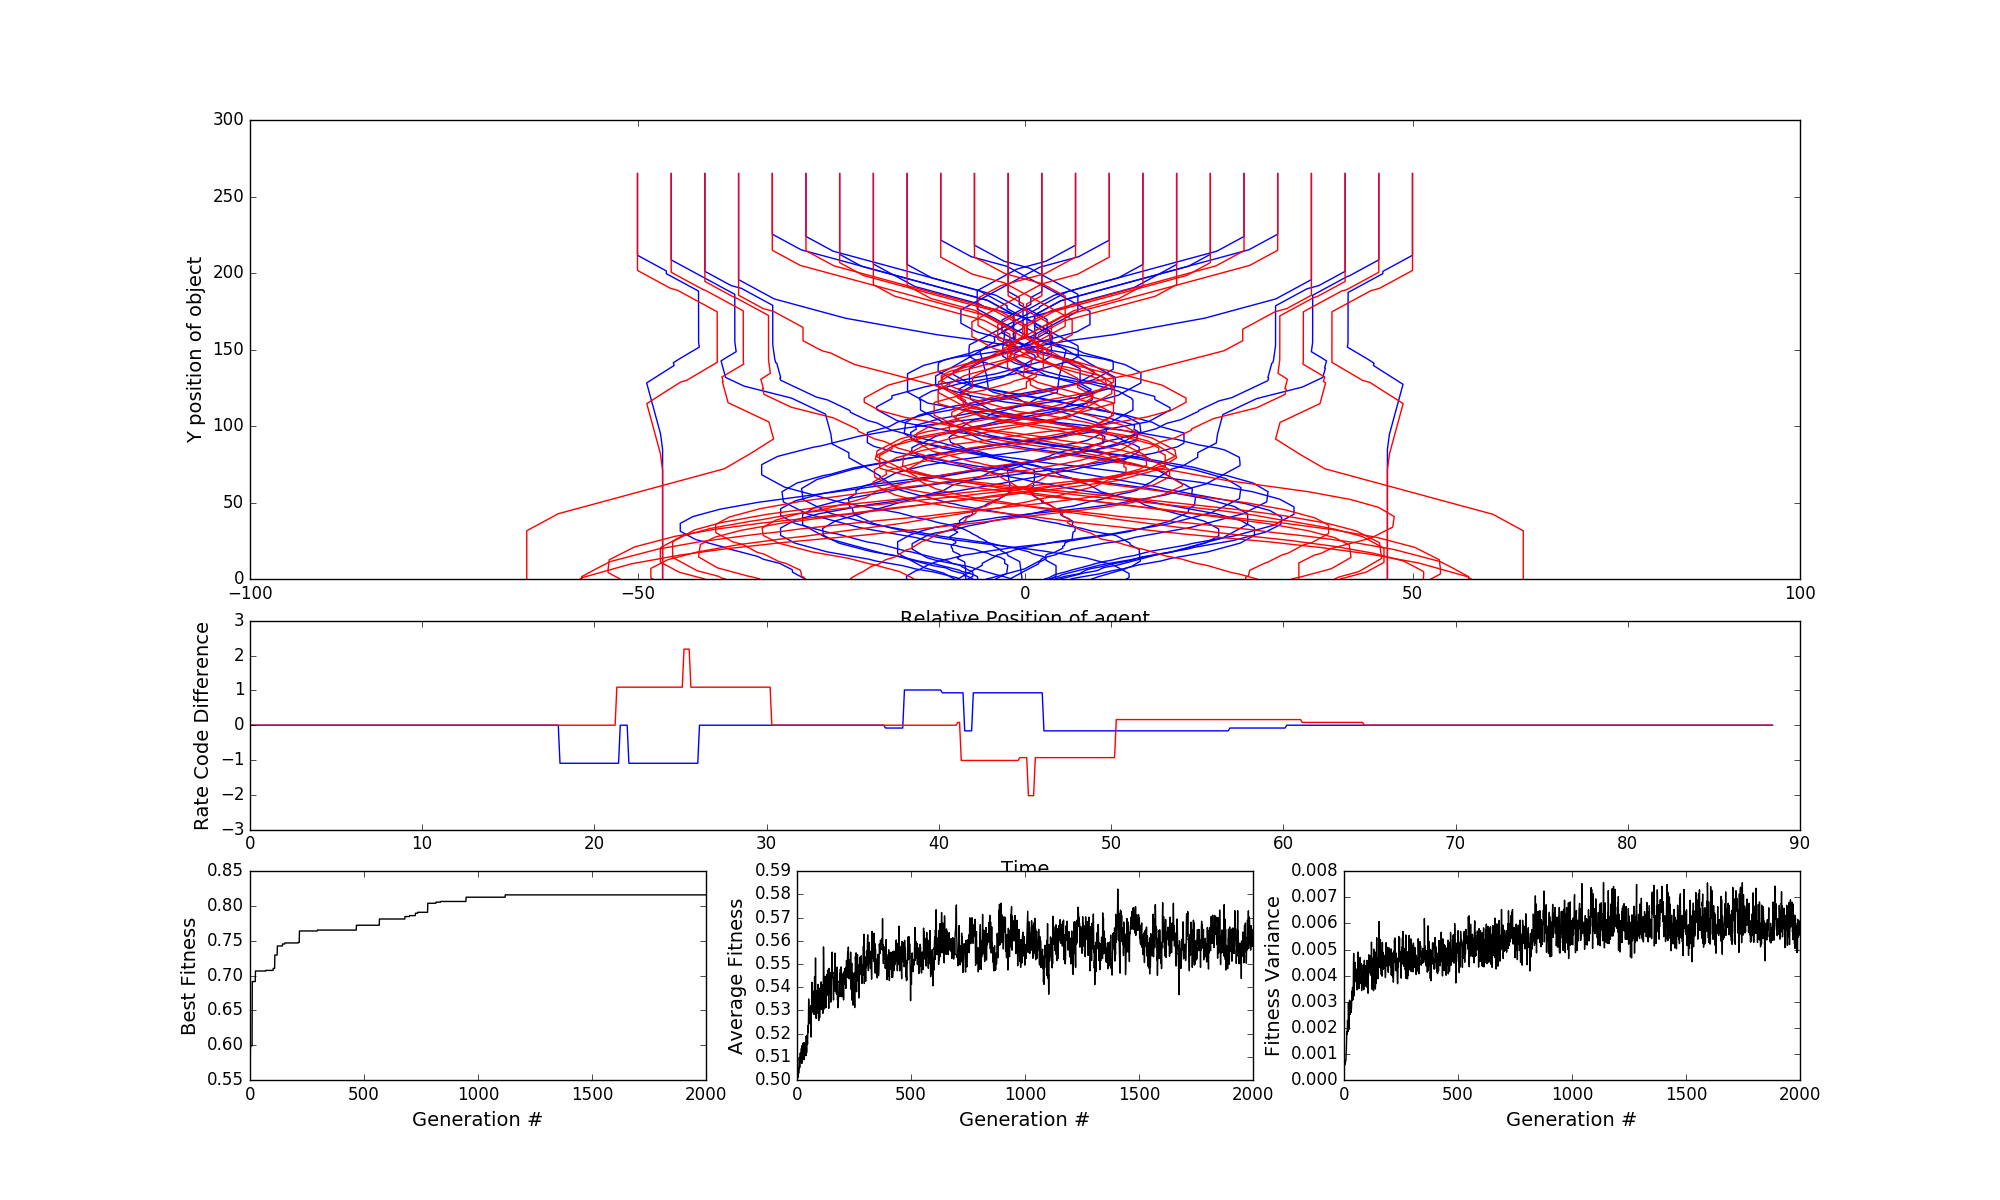 300
250
200
150
100
50
0
Y position of object
−100 −50 0 50 100
Relative Position of agent
3
2
1
0
−1
−2
−3
Rate Code Difference
0 10 20 30 40 50 60 70 80 90
Time
0.85
0.80
0.75
0.70
0.65
0.60
0.55
Best Fitness
0 500 1000 1500 2000
Generation #
0.59
0.58
0.57
0.56
0.55
0.54
0.53
0.52
0.51
0.50
Average Fitness
0 500 1000 1500 2000
Generation #
0.008
0.007
0.006
0.005
0.004
0.003
0.002
0.001
0.000
Fitness Variance
0 500 1000 1500 2000
Generation #